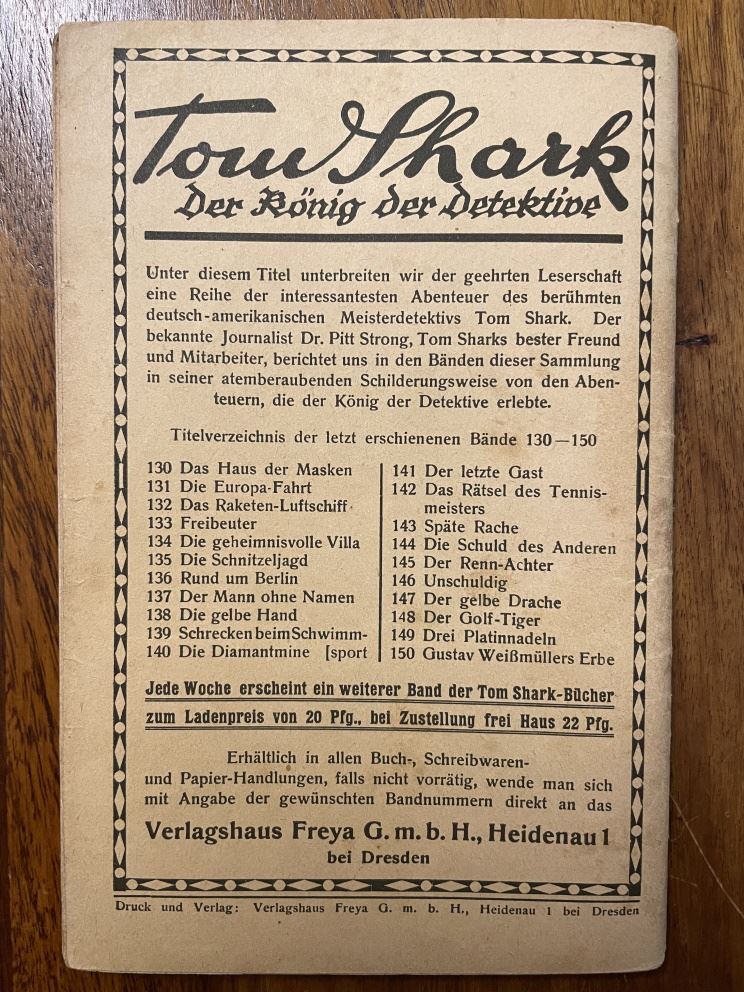 Tom Shark
Der König der Detektive
Unter diesem Titel unterbreiten wir der geehrten Leserschaft
eine Reihe der interessantesten Abenteuer des berühmten
deutsch-amerikanischen Meisterdetektivs Tom Shark. Der
bekannte Journalist Dr. Pitt Strong, Tom Sharks bester Freund
und Mitarbeiter, berichtet uns in den Bänden dieser Sammlung
in seiner atemberaubenden Schilderungsweise von den Aben-
teuern, die der König der Detektive erlebte.
Titelverzeichnis der letzt erschienenen Bände 130—150
130 Das Haus der Masken
131 Die Europa-Fahrt
132 Das Raketen-Luftschiff
133 Freibeuter
134 Die geheimnisvolle Villa
135 Die Schnitzeljagd
136 Rund um Berlin
137 Der Mann ohne Namen
138 Die gelbe Hand
139 Schrecken beim Schwimm-
140 Die Diamantmine [sport
141 Der letzte Gast
142 Das Rätsel des Tennis-
meisters
143 Späte Rache
144 Die Schuld des Anderen
145 Der Renn-Achter
146 Unschuldig
147 Der gelbe Drache
148 Der Golf-Tiger
149 Drei Platinnadeln
150 Gustav Weißmüllers Erbe
Jede Woche erscheint ein weiterer Band der Tom Shark-Bücher
zum Ladenpreis von 20 Pfg., bei Zustellung frei Haus 22 Pfg.
Erhältlich in allen Buch-, Schreibwaren-
und Papier-Handlungen, falls nicht vorrätig, wende man sich
mit Angabe der gewünschten Bandnummern direkt an das
Verlagshaus Freya G. m. b. H., Heidenau 1
bei Dresden
Druck und Verlag: Verlagshaus Freya G. m. b. H., Heidenau 1 bei Dresden